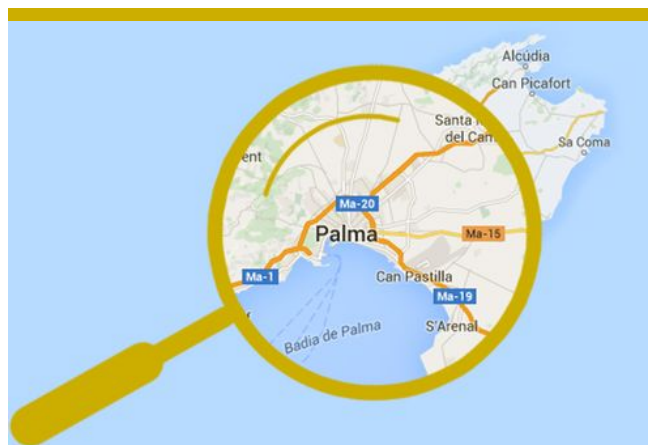 Alcúdia
Can Picafort
Santa
del Cam
Sa Coma
ent
Ma-20
Palma
Ma-15
Ma-1
Can Pastilla
Ma-19
S'Arenal
Badia de Palma